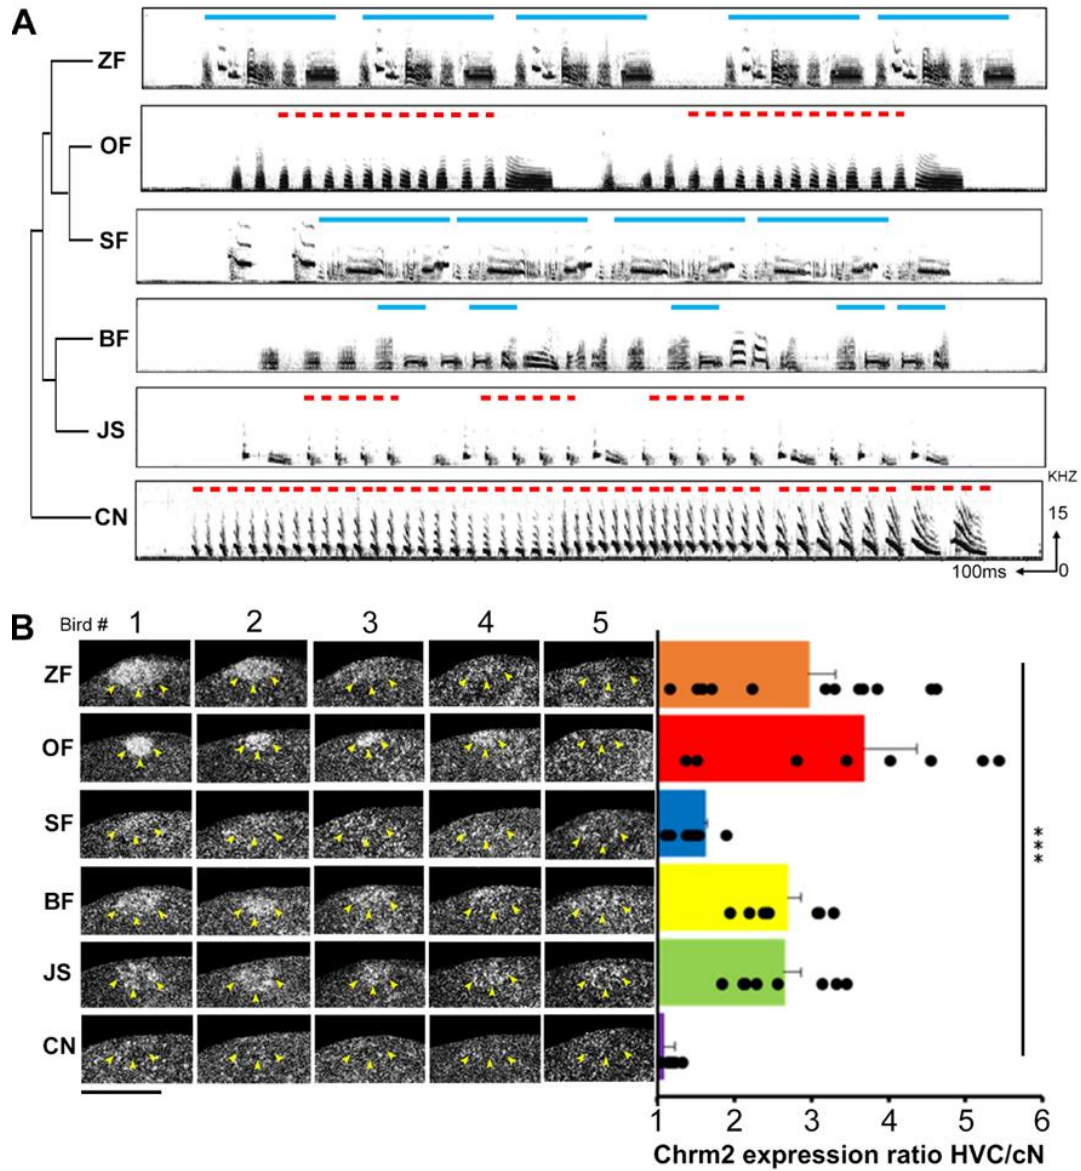 A
ZF
OF
SF
BF
JS
CN
KHZ
15
100ms
0
B
Bird # 1 2 3 4 5
ZF
OF
SF
BF
JS
CN
***
1 2 3 4 5 6
Chrm2 expression ratio HVC/cN